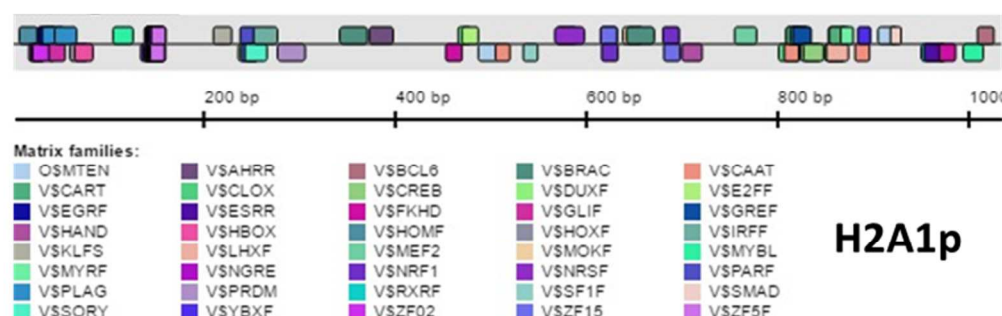 200 bp 400 bp 600 bp 800 bp 1000
Matrix families:
O$MTEN V$AHRR V$BCL6 V$BRAC V$CAAT
V$CART V$CLOX V$CREB V$DUXF V$E2FF
V$EGRF V$ESRR V$FKHD V$GLIF V$GREF
V$HAND V$HBOX V$HOMF V$HOXF V$IRFF
H2A1p
V$KLFS V$LHXF V$MEF2 V$MOKF V$MYBL
V$MYRF V$NGRE V$NRF1 V$NRSF V$PARF
V$PLAG V$PRDM V$RXRF V$SF1F V$SMAD
V$SORY V$YBXF V$ZF02 V$ZF15 V$ZF5F